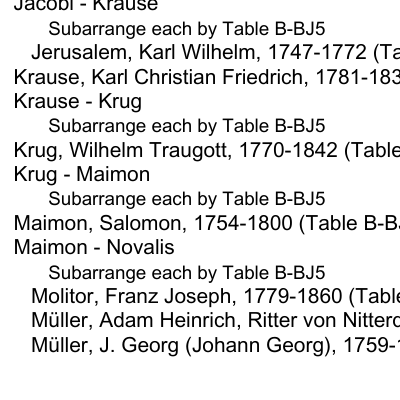 Jacobi - Krause
Subarrange each by Table B-BJ5
Jerusalem, Karl Wilhelm, 1747-1772 (Ta
Krause, Karl Christian Friedrich, 1781-183
Krause - Krug
Subarrange each by Table B-BJ5
Krug, Wilhelm Traugott, 1770-1842 (Table
Krug - Maimon
Subarrange each by Table B-BJ5
Maimon, Salomon, 1754-1800 (Table B-B
Maimon - Novalis
Subarrange each by Table B-BJ5
Molitor, Franz Joseph, 1779-1860 (Tabl
Müller, Adam Heinrich, Ritter von Nitter
Müller, J. Georg (Johann Georg), 1759-